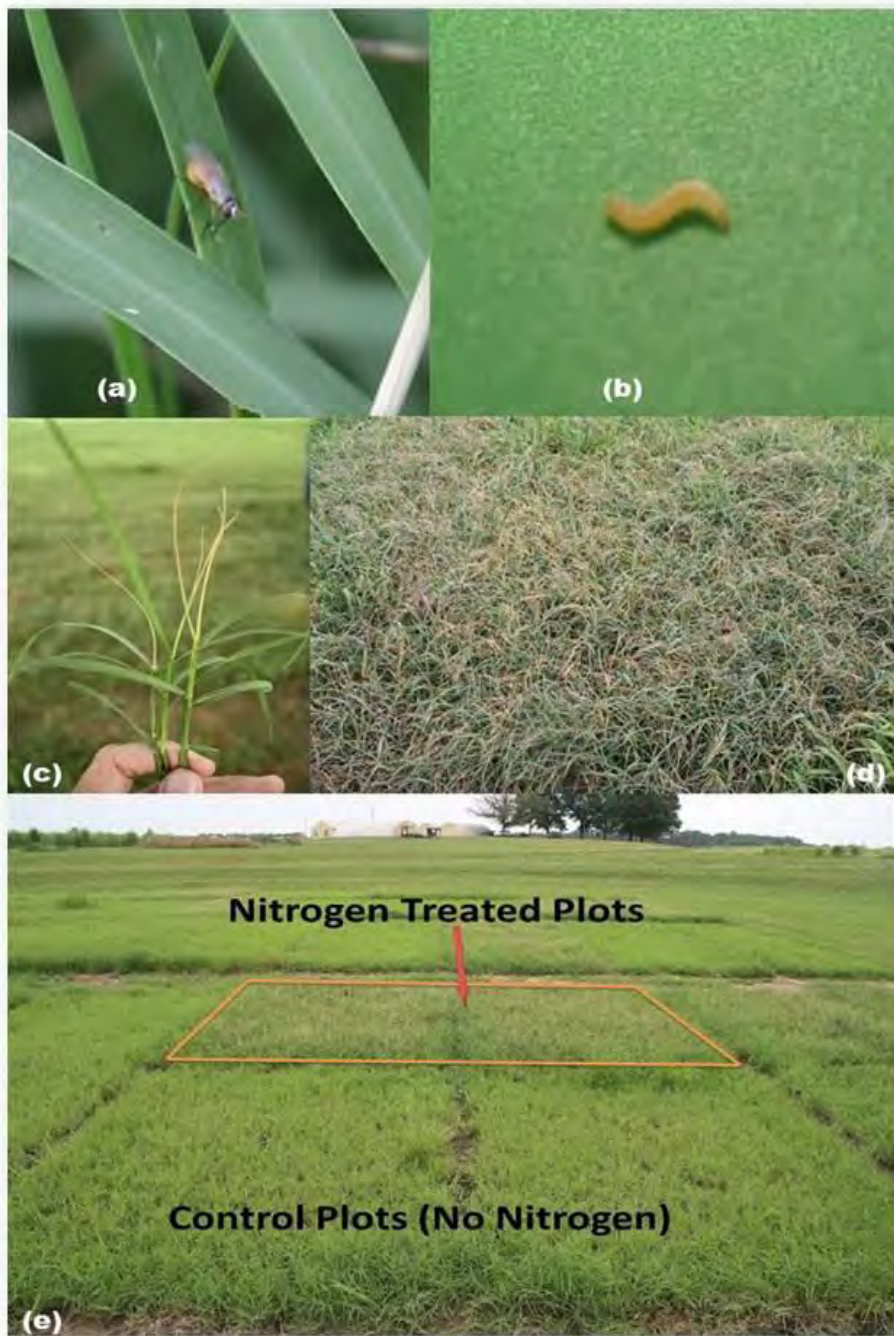 (a)
(b)
(c)
(d)
Nitrogen Treated Plots
Control Plots (No Nitrogen)
(e)